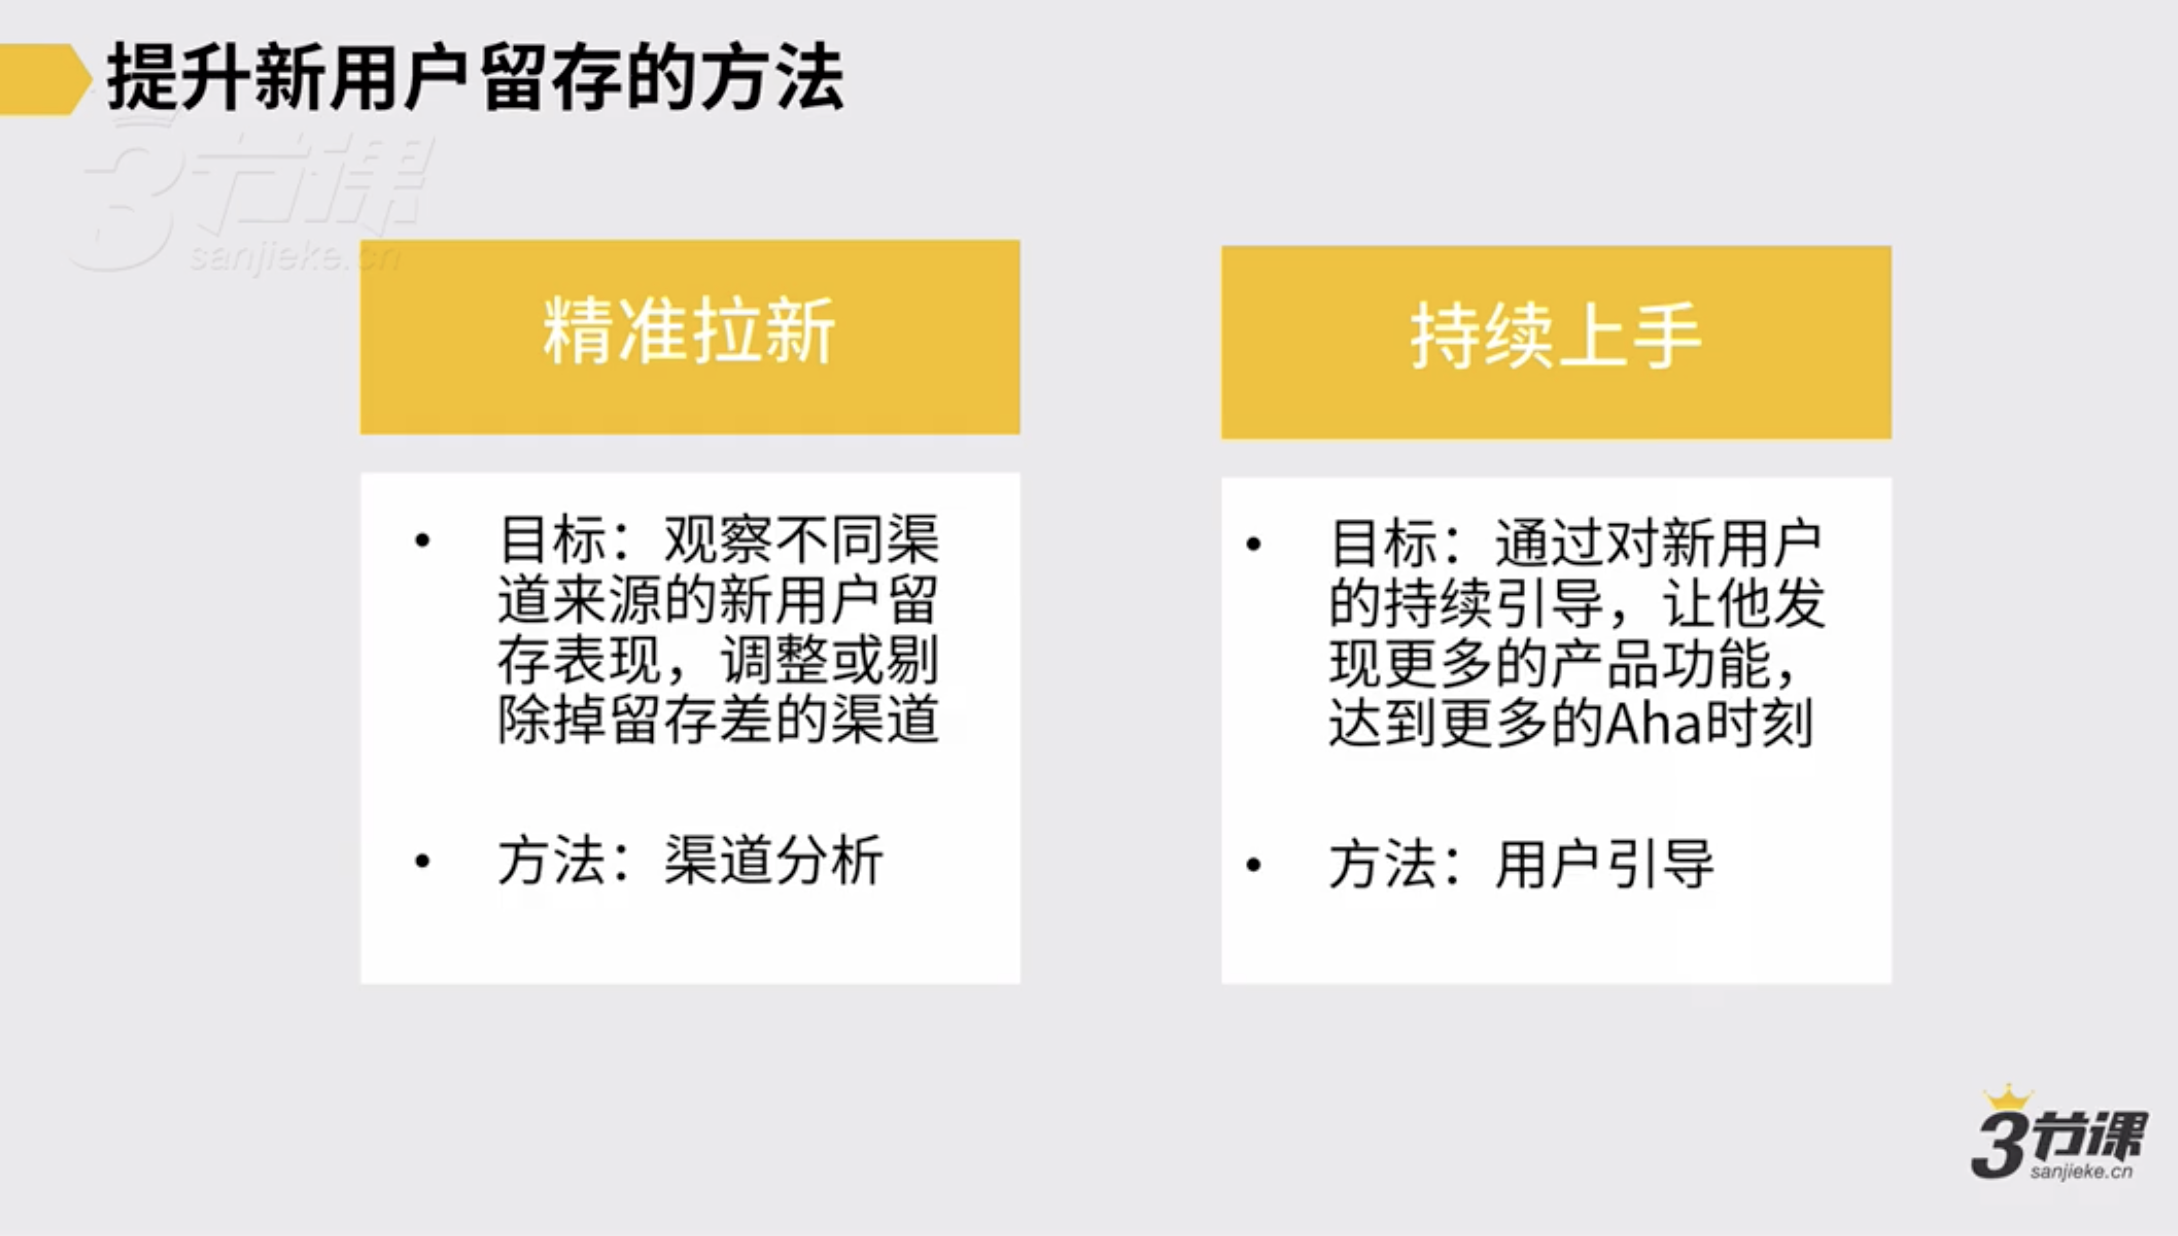 提升新用户留存的方法
3节课
sanjieke.cn
精准拉新
• 目标：观察不同渠
道来源的新用户留
存表现，调整或剔
除掉留存差的渠道
• 方法：渠道分析
持续上手
• 目标：通过对新用户
的持续引导，让他发
现更多的产品功能，
达到更多的Aha时刻
• 方法：用户引导
3节课
sanjieke.cn